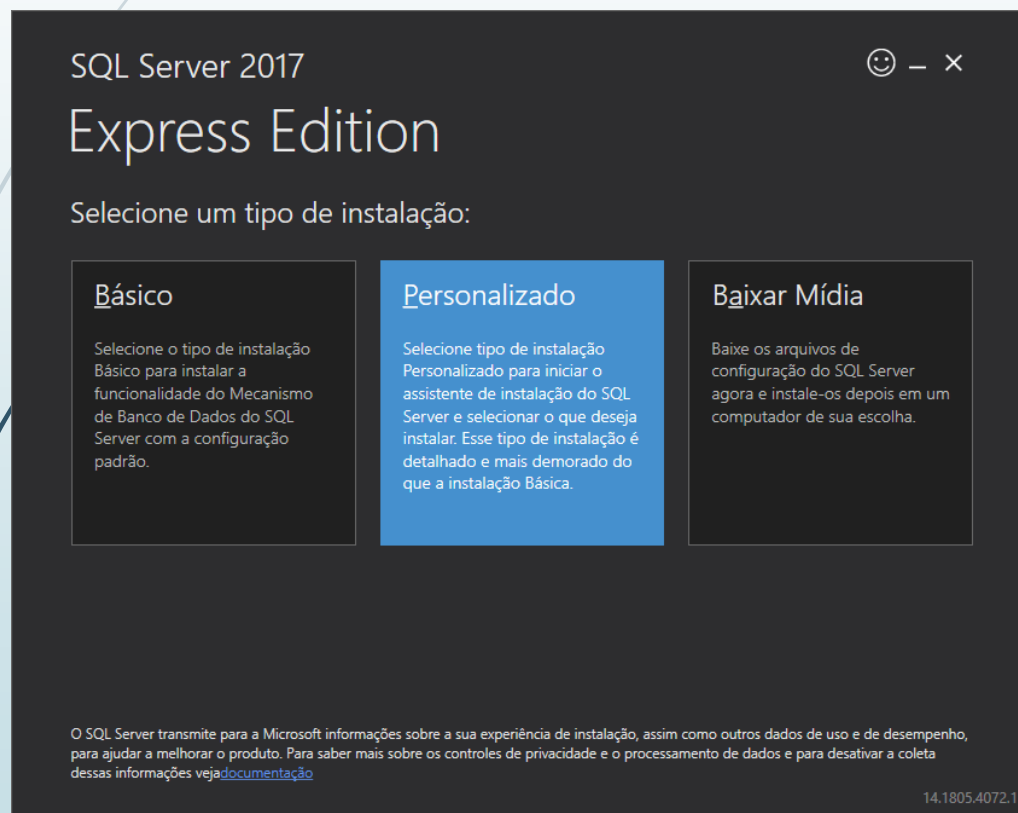 SQL Server 2017
Express Edition
Selecione um tipo de instalação:
Básico
Selecione o tipo de instalação
Básico para instalar a
funcionalidade do Mecanismo
de Banco de Dados do SQL
Server com a configuração
padrão.
Personalizado
Selecione tipo de instalação
Personalizado para iniciar o
assistente de instalação do SQL
Server e selecionar o que deseja
instalar. Esse tipo de instalação é
detalhado e mais demorado do
que a instalação Básica.
Baixar Mídia
Baixe os arquivos de
configuração do SQL Server
agora e instale-os depois em um
computador de sua escolha.
O SQL Server transmite para a Microsoft informações sobre a sua experiência de instalação, assim como outros dados de uso e de desempenho,
para ajudar a melhorar o produto. Para saber mais sobre os controles de privacidade e o processamento de dados e para desativar a coleta
dessas informações vejadocumentação
14.1805.4072.1